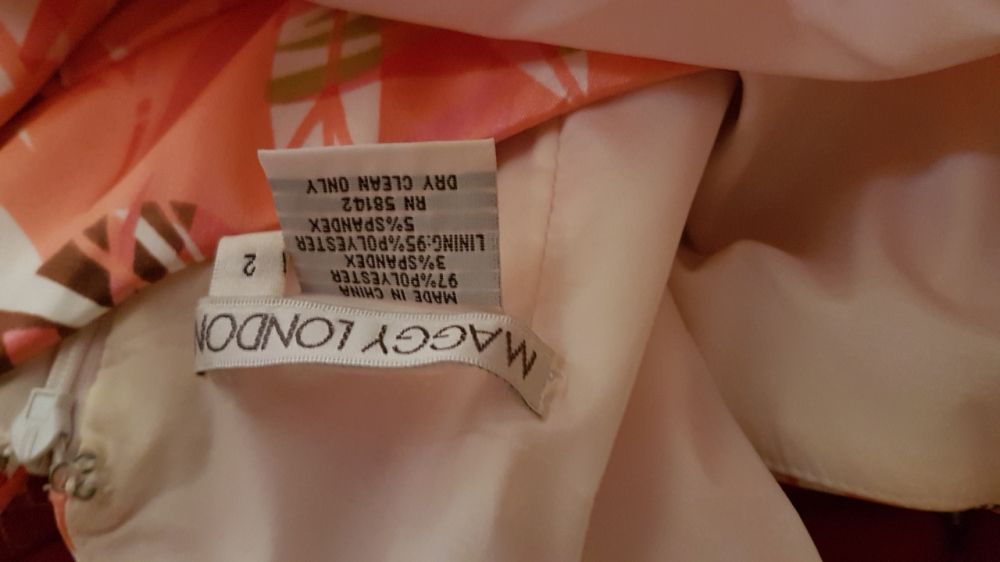 MAGGY LONDON
2
MADE IN CHINA
97%POLYESTER
3%SPANDEX
LINING:95%POLYESTER
5%SPANDEX
RN 58142
DRY CLEAN ONLY